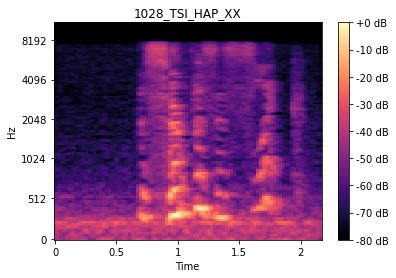 1028_TSI_HAP_XX
+0 dB
8192
-10 dB
4096
-20 dB
-30 dB
2048
-40 dB
Hz
1024
-50 dB
512
-60 dB
-70 dB
0
-80 dB
0 0.5 1 1.5 2
Time